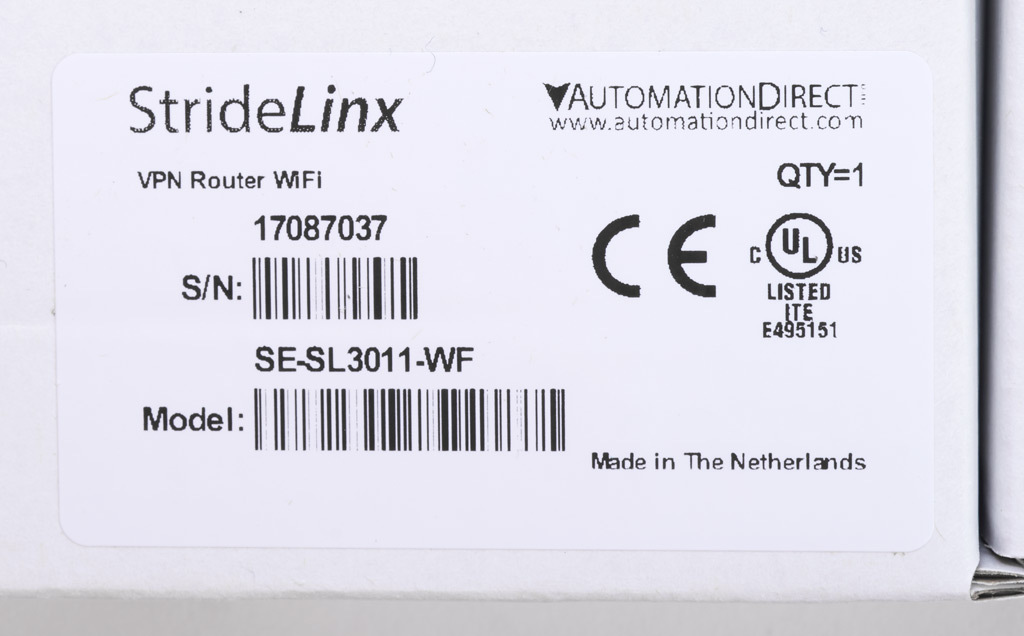 StrideLinx
AUTOMATIONDIRECT
www.automationdirect.com
VPN Router WiFi
QTY=1
17087037
S/N:
CE
C UL US
LISTED
ITE
E495151
SE-SL3011-WF
Model:
Made in The Netherlands